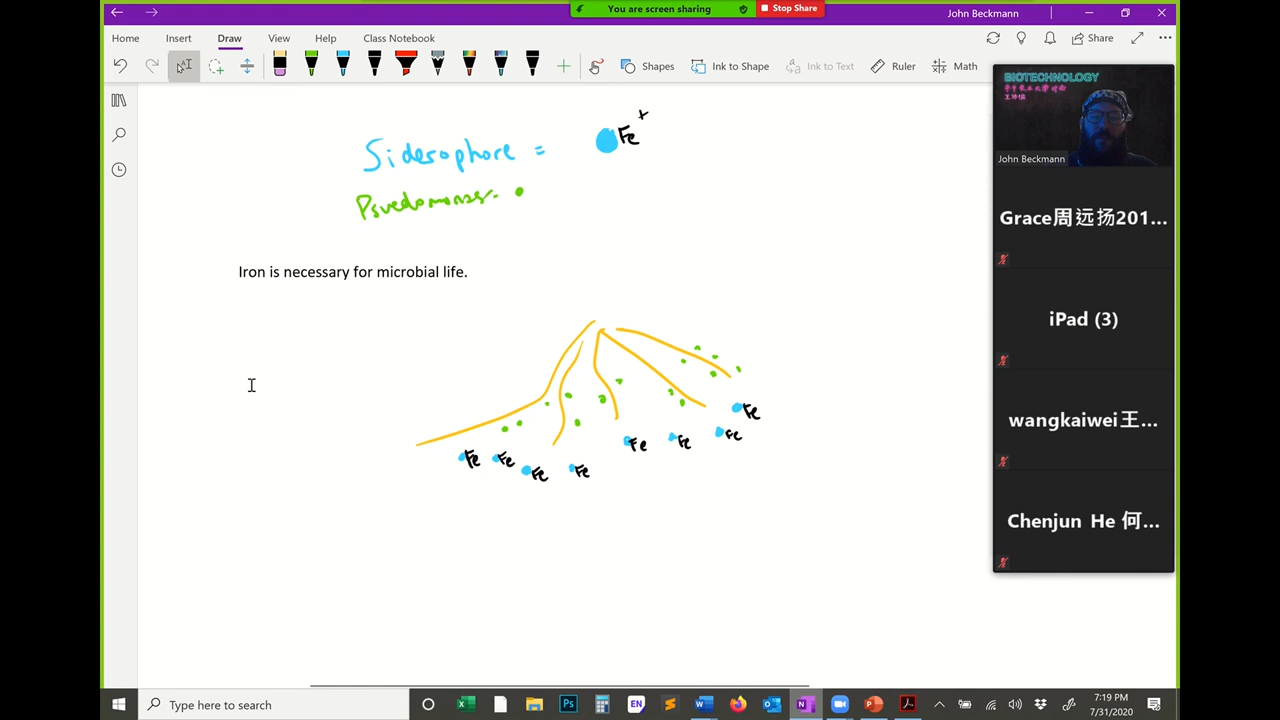 You are screen sharing
Stop Share
John Beckmann
Home Insert Draw View Help Class Notebook
Share
Shapes Ink to Shape Ink to Text Ruler Math
BIOTECHNOLOGY
John Beckmann
Siderophore = Fe+
Psvedomonas.
Grace周远扬201...
Iron is necessary for microbial life.
iPad (3)
Fe
wangkaiwei王...
Fe
Fe Fe
Fe Fe
Fe Fe
Chenjun He 何...
Type here to search
EN
7:19 PM
7/31/2020